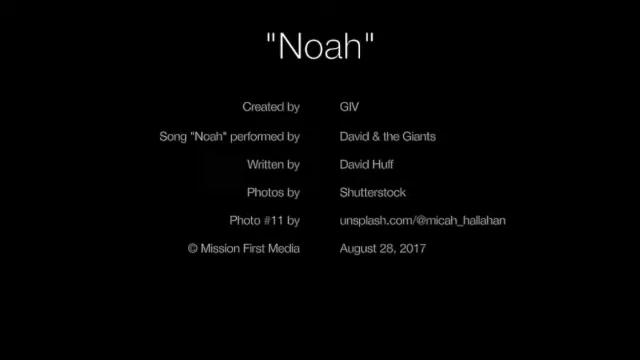 "Noah"
Created by GIV
Song "Noah" performed by David & the Giants
Written by David Huff
Photos by Shutterstock
Photo #11 by unsplash.com/@micah_hallahan
© Mission First Media August 28, 2017